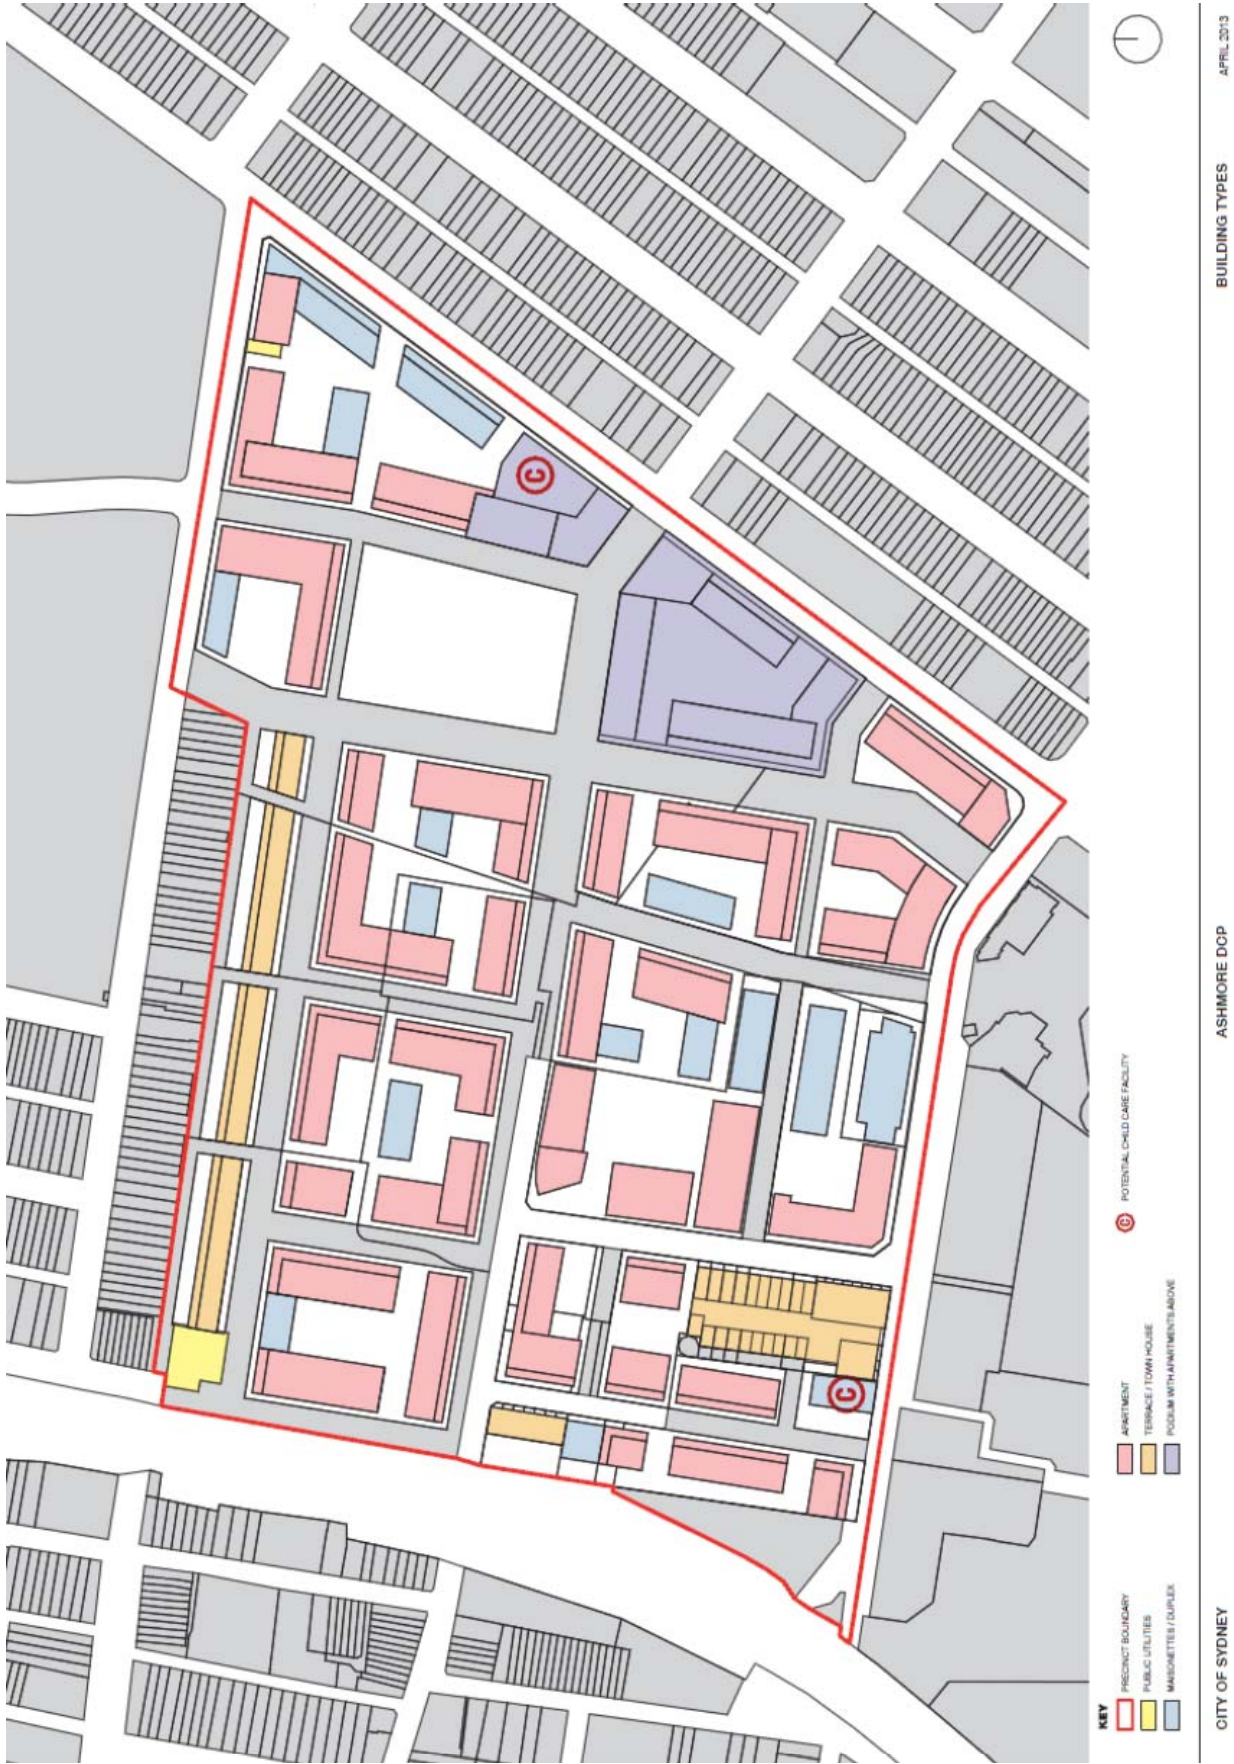 C
C
KEY
PRECINCT BOUNDARY
PUBLIC UTILITIES
MAISONETTES / DUPLEX
APARTMENT
TERRACE / TOWN HOUSE
PODIUM WITH APARTMENTS ABOVE
C POTENTIAL CHILD CARE FACILITY
CITY OF SYDNEY
ASHMORE DCP
BUILDING TYPES
APRIL 2013